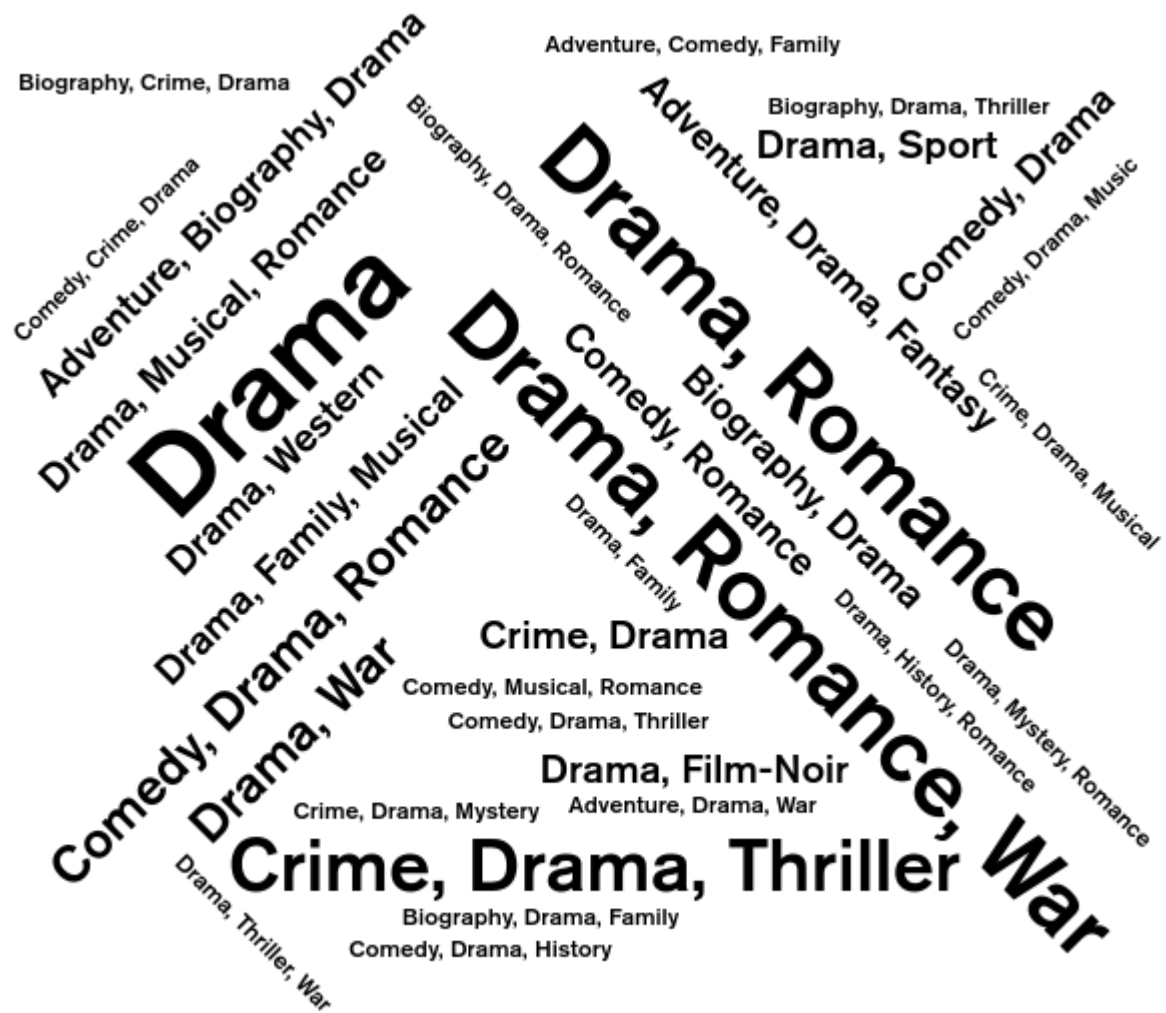 Adventure, Comedy, Family
Biography, Crime, Drama
Adventure, Biography, Drama
Biography, Drama, Thriller
Drama, Sport
Adventure, Drama, Fantasy
Comedy, Drama
Biography, Drama, Romance
Drama, Romance
Comedy, Crime, Drama
Drama, Musical, Romance
Comedy, Drama, Music
Drama
Drama, Romance, War
Comedy, Romance
Biography, Drama
Drama, Western
Crime, Drama, Musical
Drama, Family, Musical
Comedy, Drama, Romance
Drama, Family
Drama, History, Romance
Drama, Mystery, Romance
Crime, Drama
Drama, War
Comedy, Musical, Romance
Comedy, Drama, Thriller
Drama, Film-Noir
Crime, Drama, Mystery
Adventure, Drama, War
Crime, Drama, Thriller
Drama, Thriller, War
Biography, Drama, Family
Comedy, Drama, History